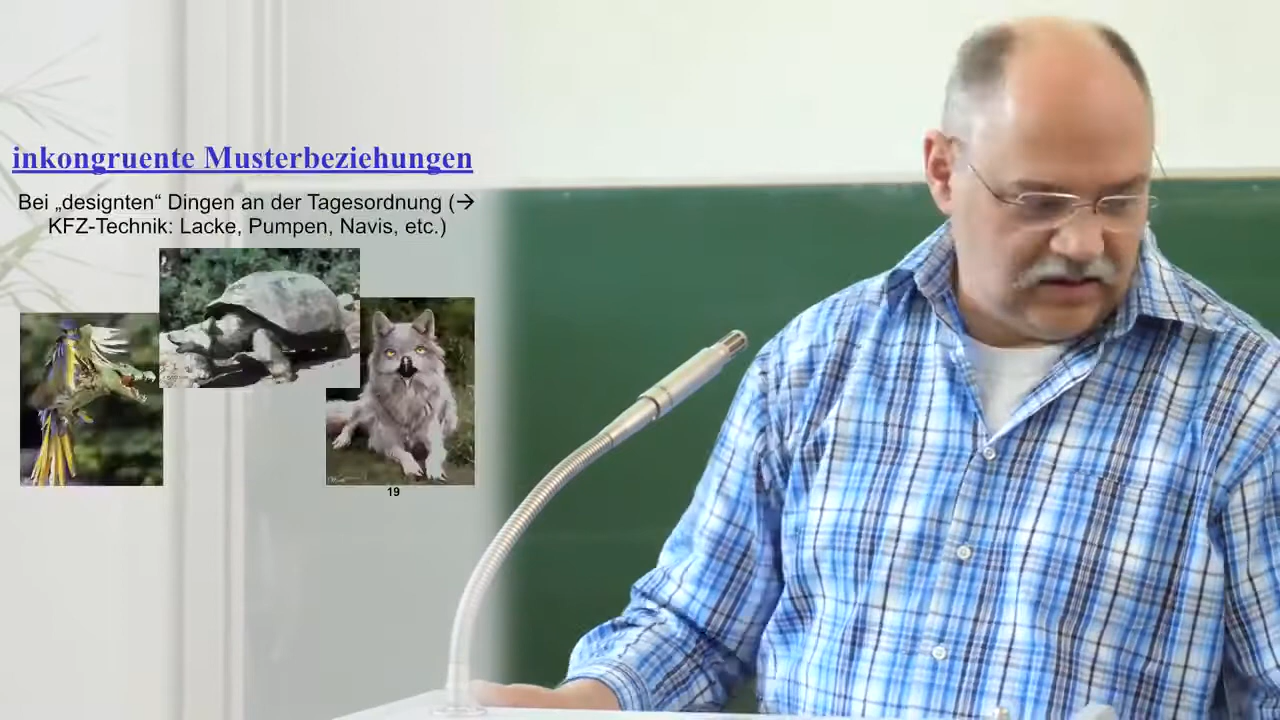 inkongruente Musterbeziehungen
Bei „designten“ Dingen an der Tagesordnung (→
KFZ-Technik: Lacke, Pumpen, Navis, etc.)
19